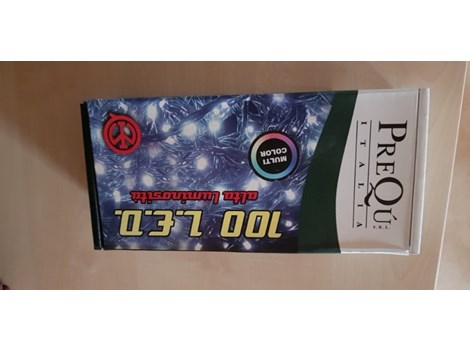 PREQÚ
ITALIA
S.R.L.
MULTI
COLOR
100 L.E.D.
alta luminosità